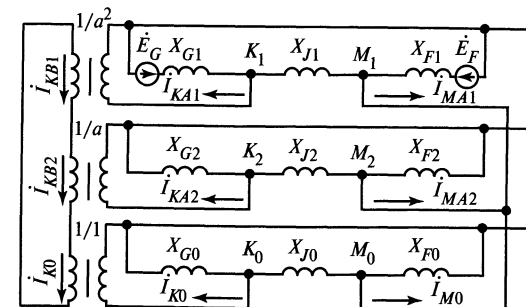 1/a²
Ė_G X_G1 K_1 X_J1 M_1 X_F1 Ė_F
İ_KB1 İ_KA1 İ_MA1
1/a
X_G2 K_2 X_J2 M_2 X_F2
İ_KB2 İ_KA2 İ_MA2
1/1
X_G0 K_0 X_J0 M_0 X_F0
İ_K0 İ_K0 İ_M0